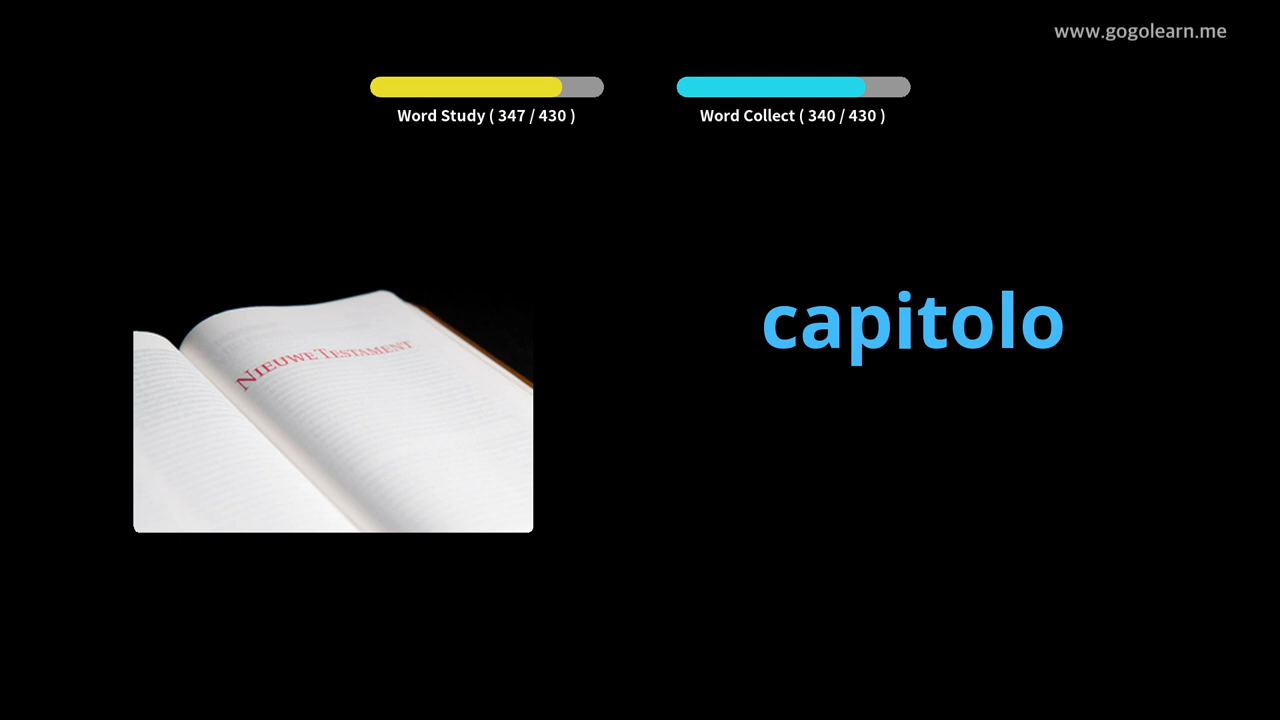 www.gogolearn.me
Word Study ( 347 / 430 )
Word Collect ( 340 / 430 )
NIEUWE TESTAMENT
capitolo